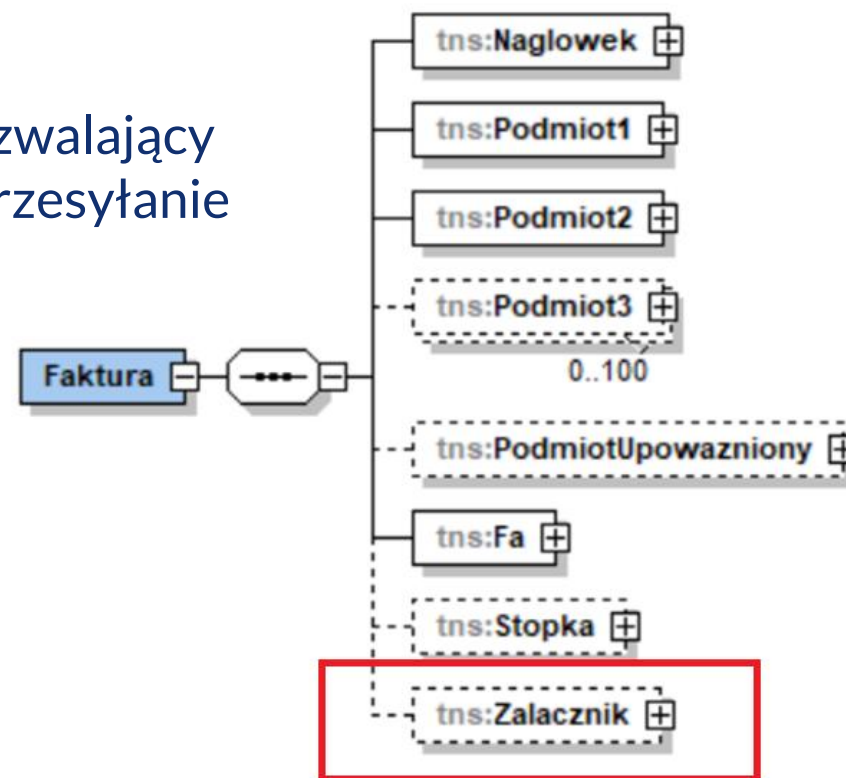 zwalający
rzesyłanie
tns:Naglowek
tns:Podmiot1
tns:Podmiot2
tns:Podmiot3
0..100
Faktura
tns:PodmiotUpowazniony
tns:Fa
tns:Stopka
tns:Zalacznik